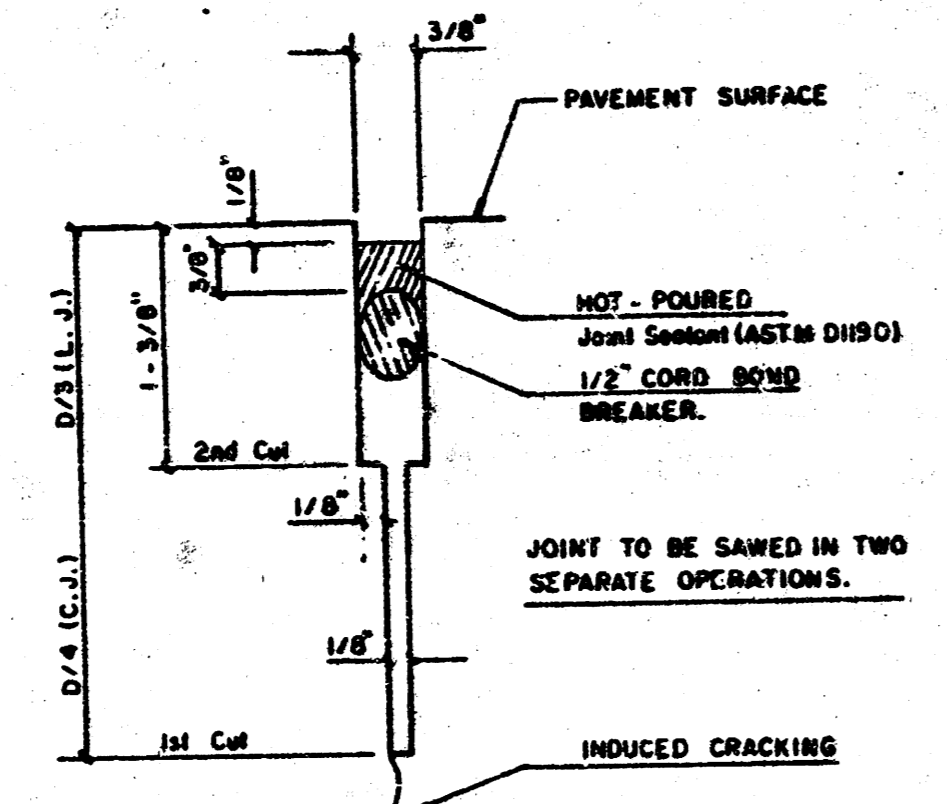 3/8"
PAVEMENT SURFACE
1/8"
3/8"
HOT - POURED
Joint Sealant (ASTM D1190)
1/2" CORD BOND
BREAKER.
D/3 (L.J.)
1-3/8"
2nd Cut
1/8"
JOINT TO BE SAWED IN TWO
SEPARATE OPERATIONS.
D/4 (C.J.)
1/8"
1st Cut
INDUCED CRACKING